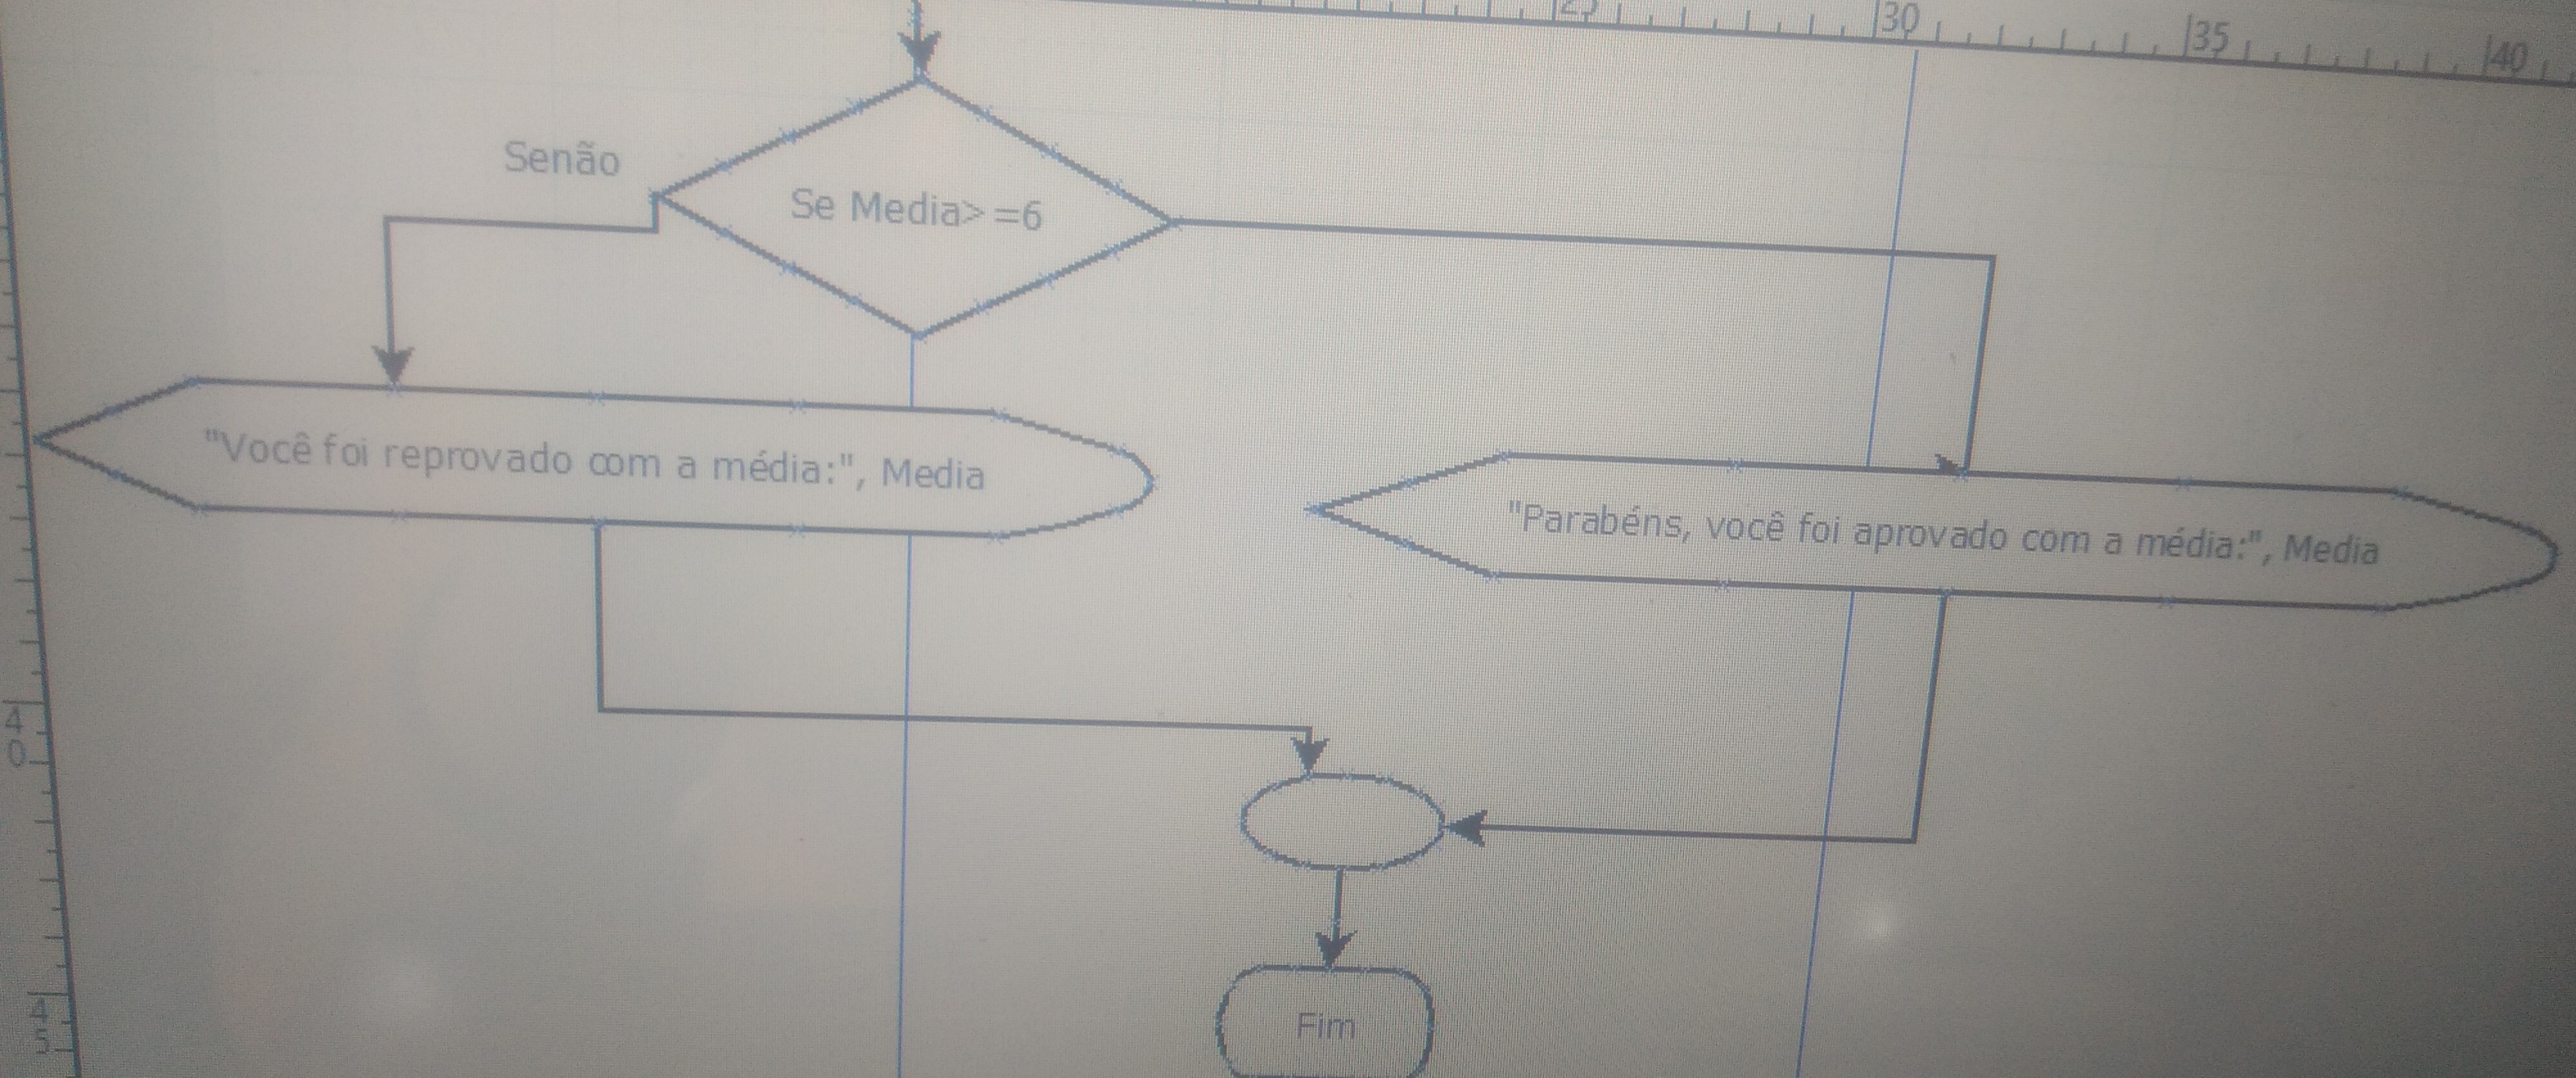 25
30
35
40
Senão
Se Media>=6
"Você foi reprovado com a média:", Media
"Parabéns, você foi aprovado com a média:", Media
40
45
Fim